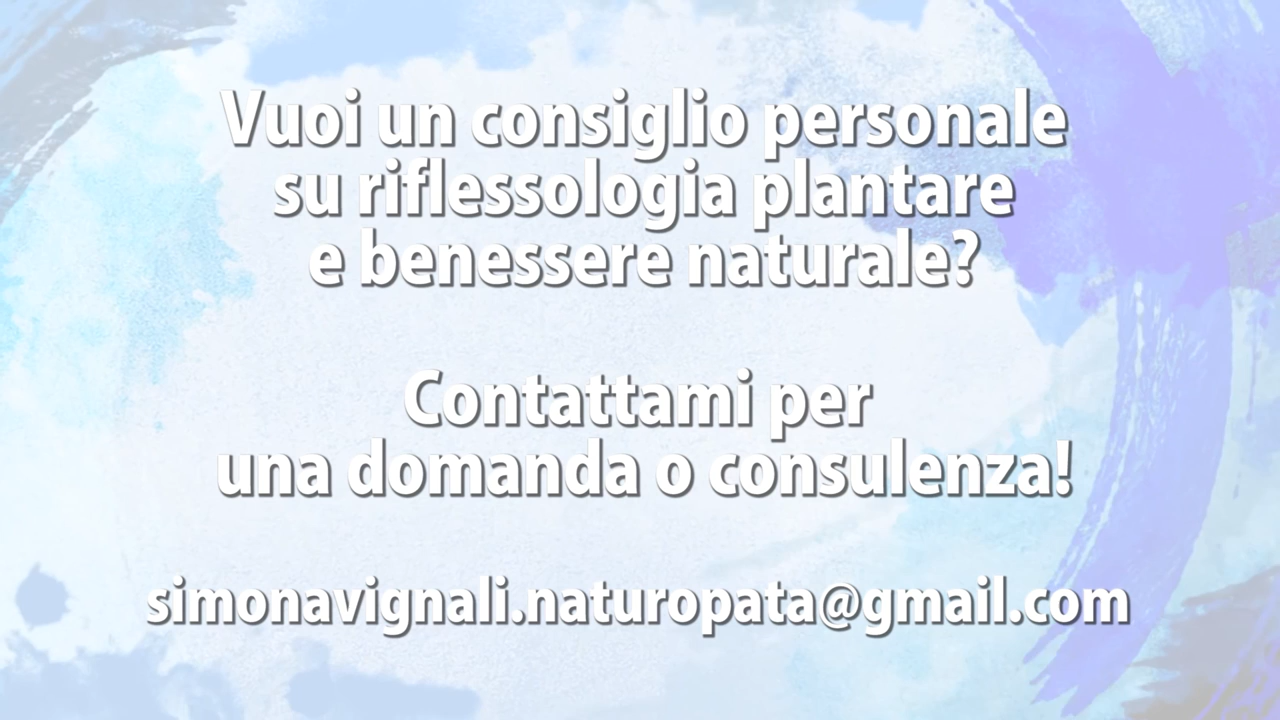 Vuoi un consiglio personale
su riflessologia plantare
e benessere naturale?
Contattami per
una domanda o consulenza!
simonavignali.naturopata@gmail.com